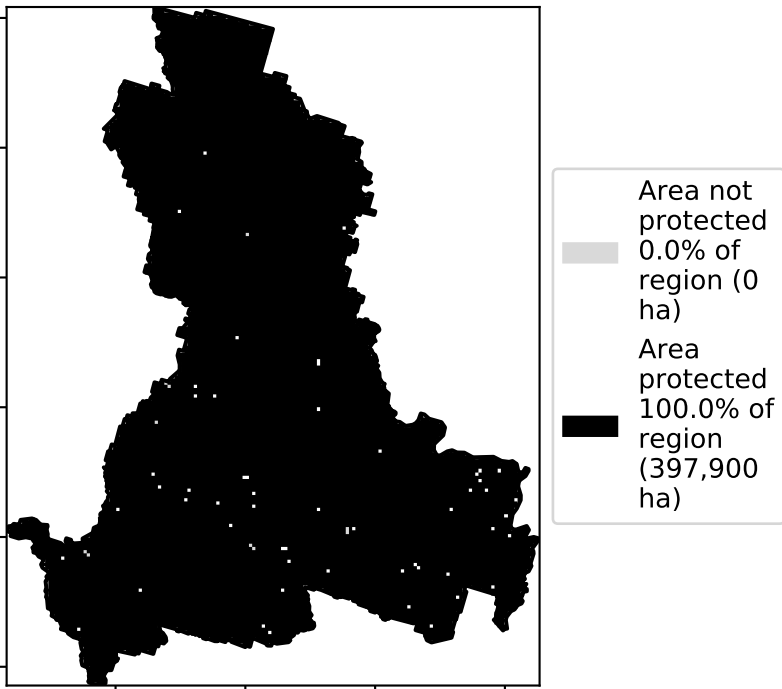 Area not
protected
0.0% of
region (0
ha)
Area
protected
100.0% of
region
(397,900
ha)